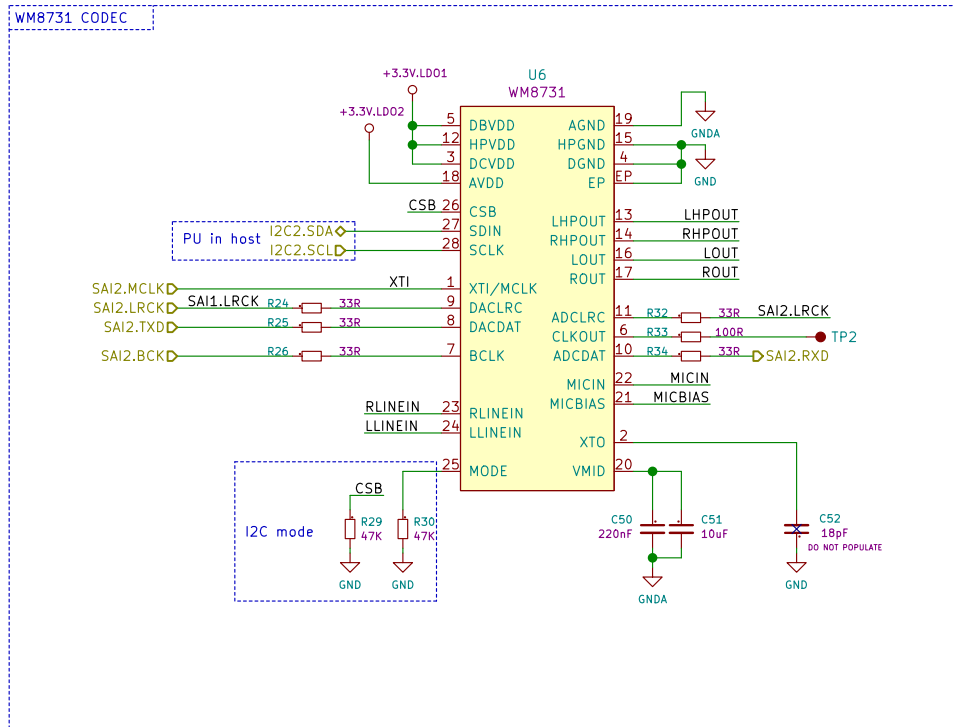 WM8731 CODEC
+3.3V.LDO1
+3.3V.LDO2
U6
WM8731
5 DBVDD
12 HPVDD
3 DCVDD
18 AVDD
CSB 26 CSB
PU in host
I2C2.SDA 27 SDIN
I2C2.SCL 28 SCLK
SAI2.MCLK XTI 1 XTI/MCLK
SAI2.LRCK SAI1.LRCK R24 33R 9 DACLRC
SAI2.TXD R25 33R 8 DACDAT
SAI2.BCK R26 33R 7 BCLK
RLINEIN 23 RLINEIN
LLINEIN 24 LLINEIN
25 MODE
AGND 19
GNDA
HPGND 15
DGND 4
EP EP
GND
LHPOUT 13 LHPOUT
RHPOUT 14 RHPOUT
LOUT 16 LOUT
ROUT 17 ROUT
ADCLRC 11 R32 33R SAI2.LRCK
CLKOUT 6 R33 100R TP2
ADCDAT 10 R34 33R SAI2.RXD
MICIN 22 MICIN
MICBIAS 21 MICBIAS
XTO 2
VMID 20
I2C mode
CSB
R29
47K
GND
R30
47K
GND
C50
220nF
C51
10uF
GNDA
C52
18pF
DO NOT POPULATE
GND